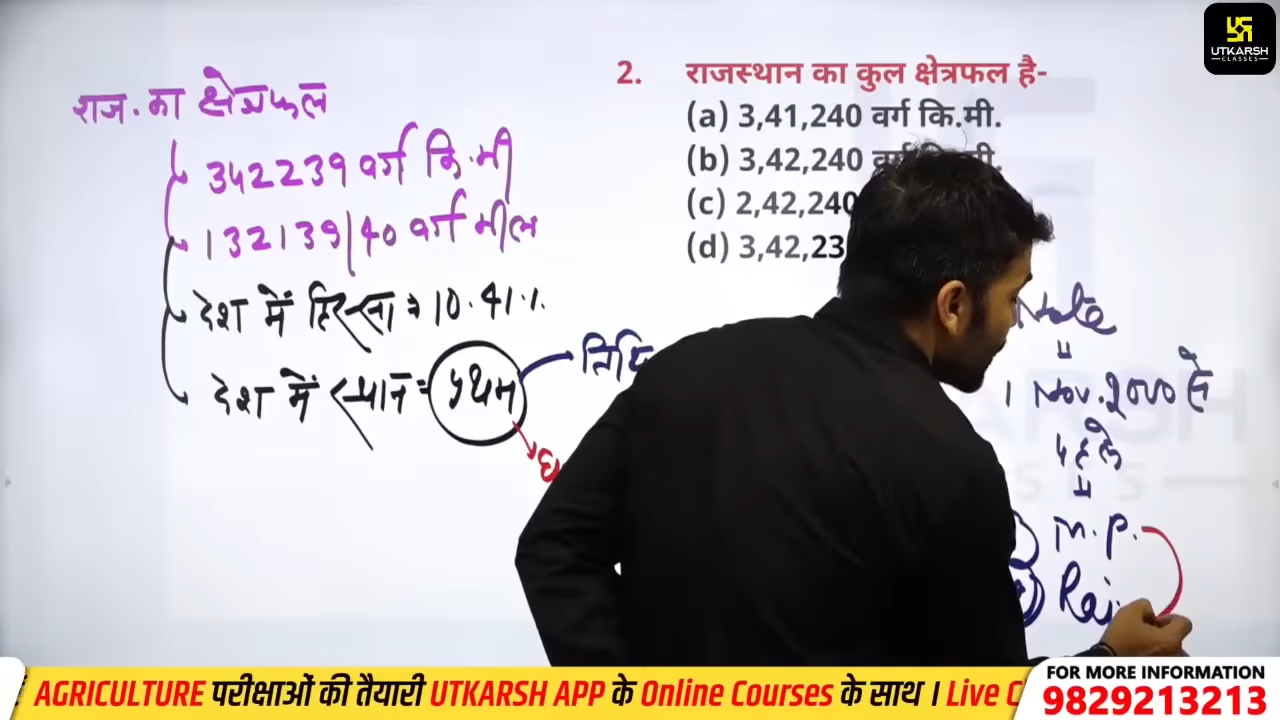 UTKARSH
CLASSES
राज. का क्षेत्रफल
342239 वर्ग कि.मी
132139|40 वर्ग मील
देश में हिस्सा = 10.41%
देश में स्थान = प्रथम
2. राजस्थान का कुल क्षेत्रफल है-
(a) 3,41,240 वर्ग कि.मी.
(b) 3,42,240 वर्ग कि.मी.
(c) 2,42,240
(d) 3,42,23
Note
1 Nov. 2000 से
पहले
M.P.
Raj.
AGRICULTURE परीक्षाओं की तैयारी UTKARSH APP के Online Courses के साथ । Live C
FOR MORE INFORMATION
9829213213